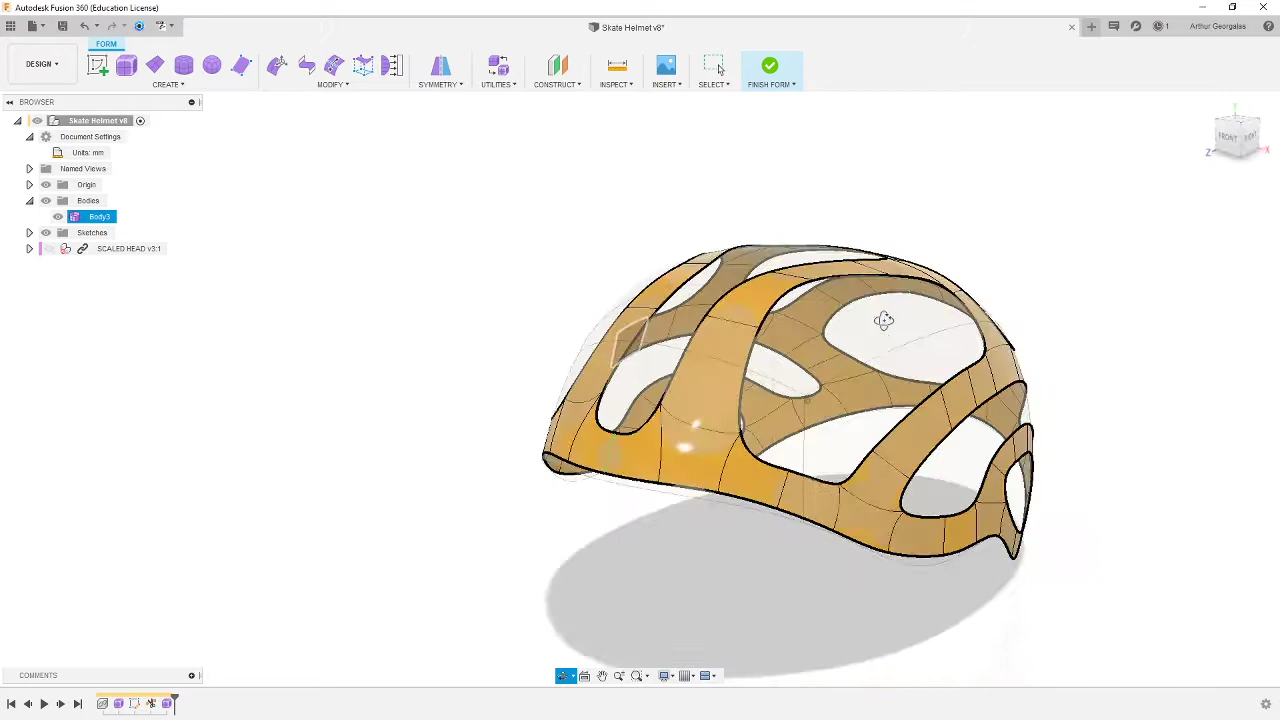 Autodesk Fusion 360 (Education License)
Skate Helmet v8*
1
Arthur Georgalas
FORM
DESIGN
CREATE
MODIFY
SYMMETRY
UTILITIES
CONSTRUCT
INSPECT
INSERT
SELECT
FINISH FORM
BROWSER
Skate Helmet v8
Document Settings
Units: mm
Named Views
Origin
Bodies
Body3
Sketches
SCALED HEAD v3:1
FRONT
RIGHT
Z
X
COMMENTS